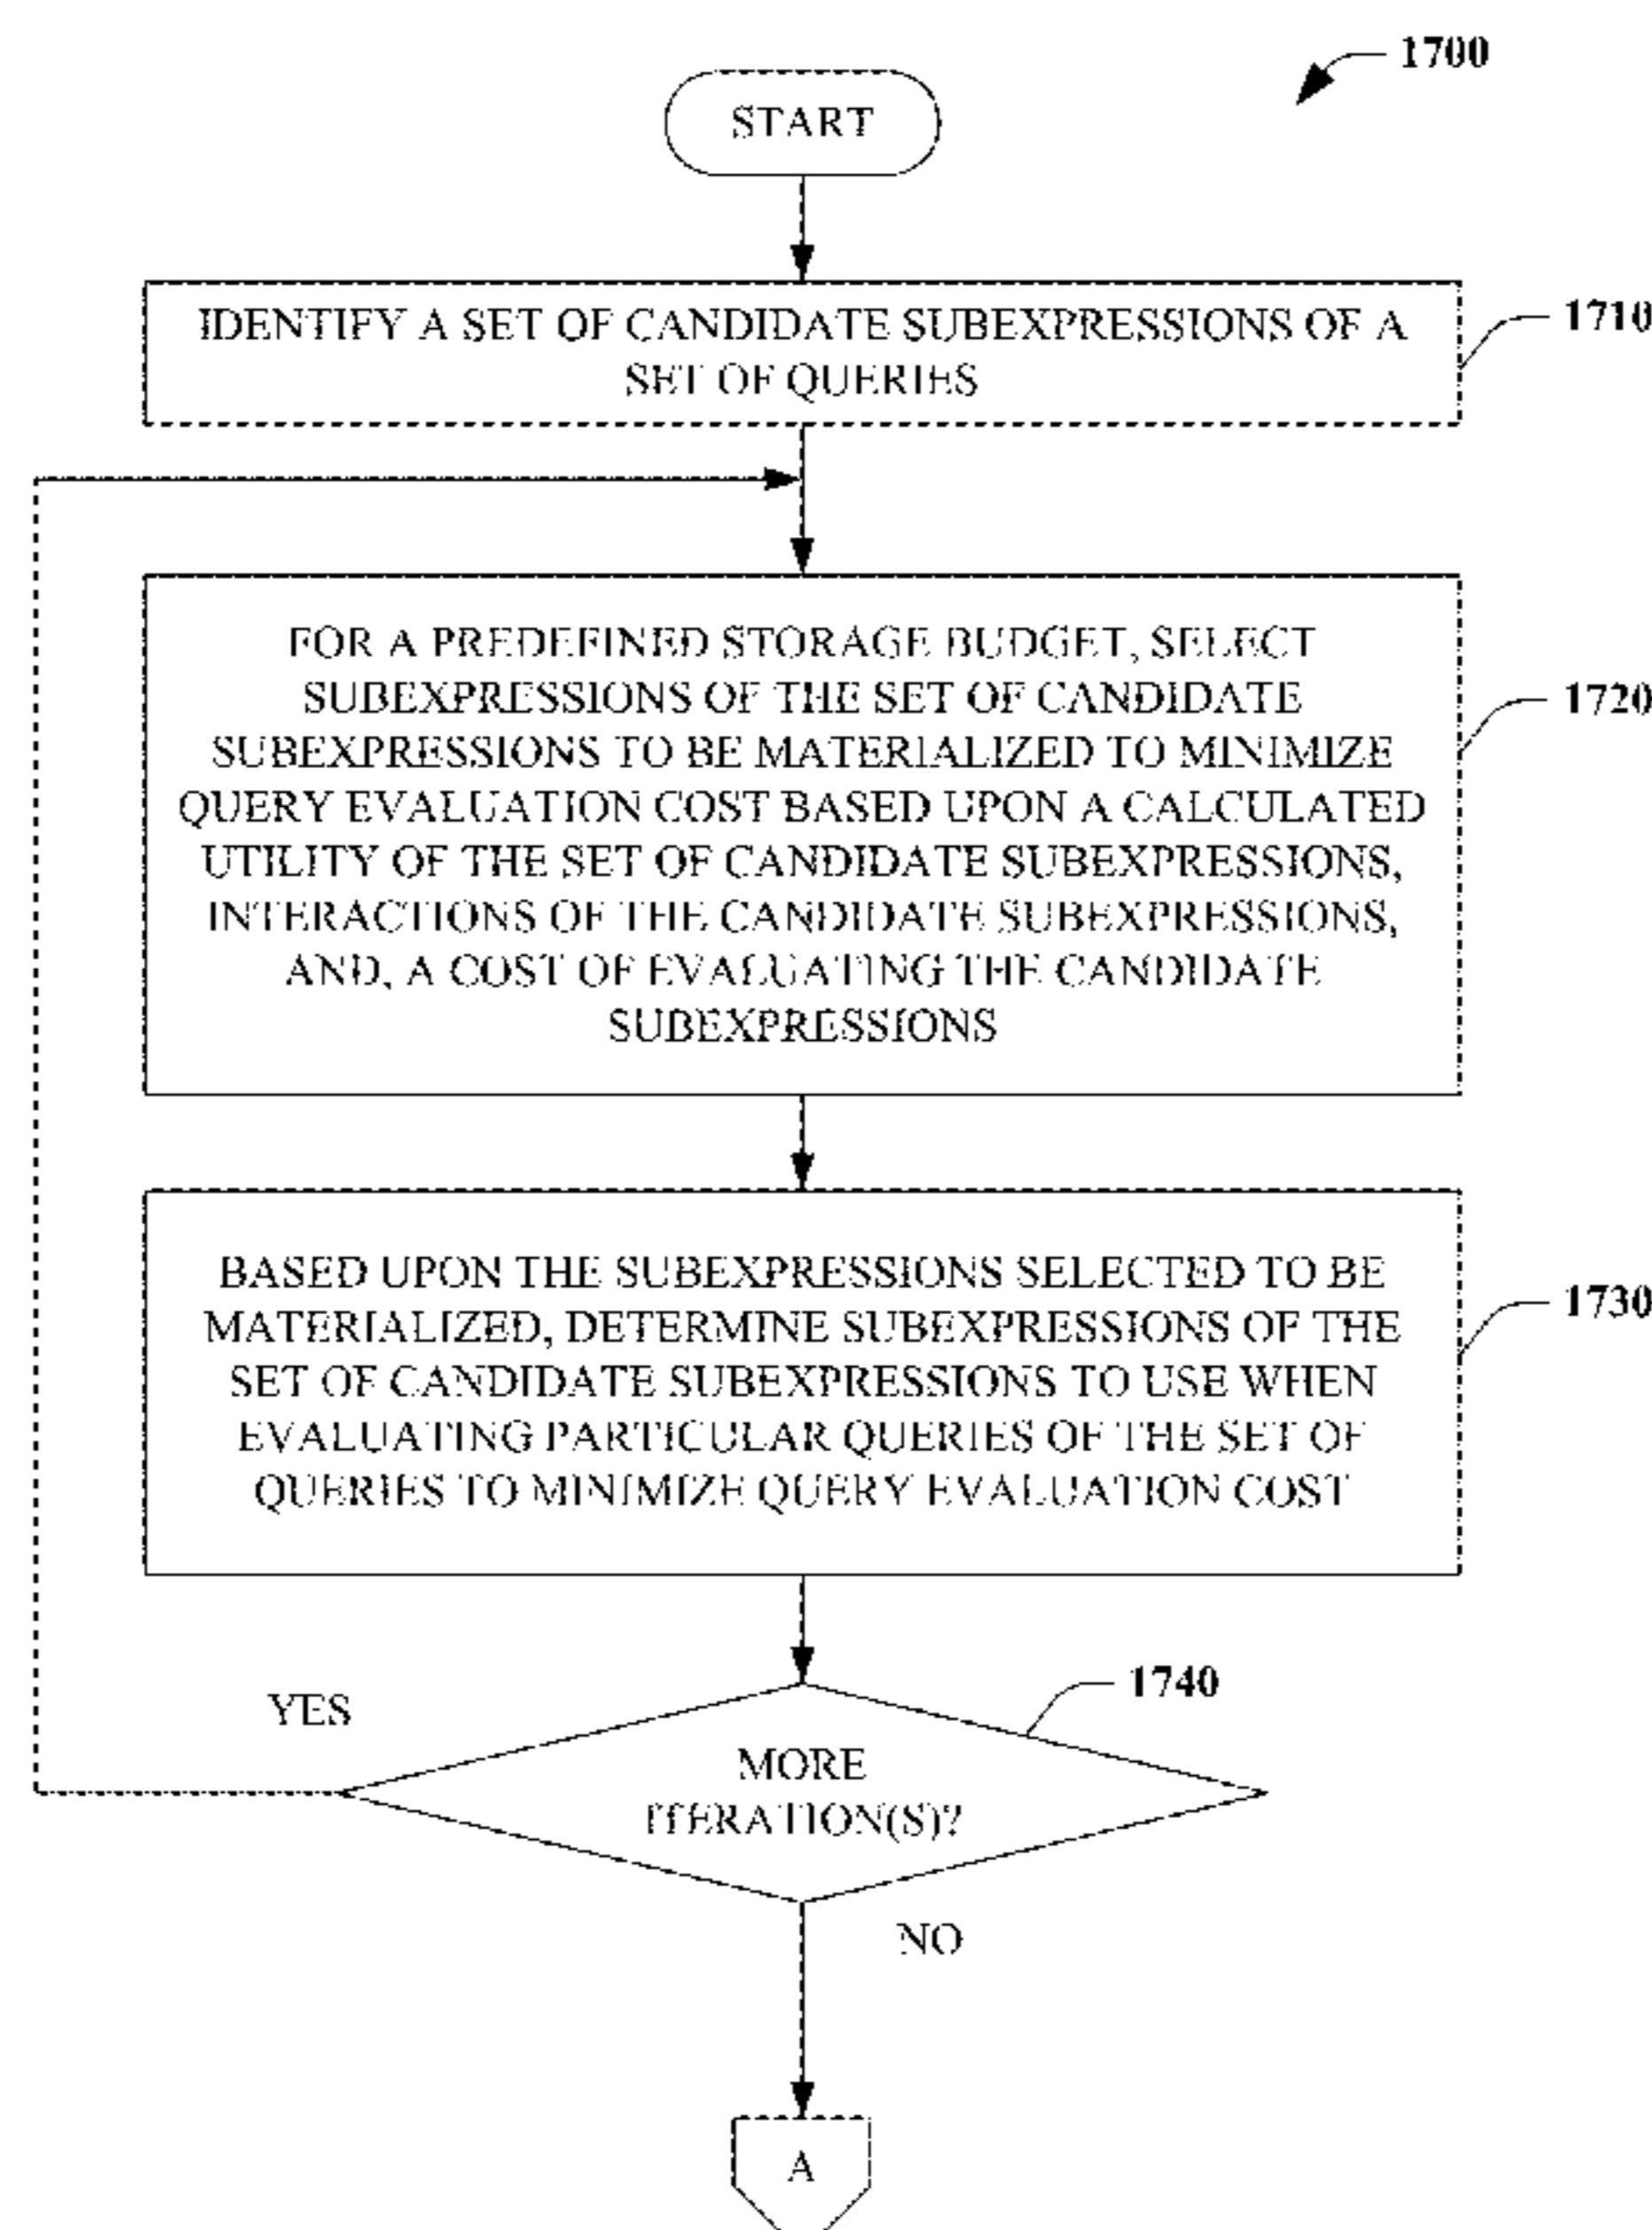 1700
START
IDENTIFY A SET OF CANDIDATE SUBEXPRESSIONS OF A
SET OF QUERIES
1710
FOR A PREDEFINED STORAGE BUDGET, SELECT
SUBEXPRESSIONS OF THE SET OF CANDIDATE
SUBEXPRESSIONS TO BE MATERIALIZED TO MINIMIZE
QUERY EVALUATION COST BASED UPON A CALCULATED
UTILITY OF THE SET OF CANDIDATE SUBEXPRESSIONS,
INTERACTIONS OF THE CANDIDATE SUBEXPRESSIONS,
AND, A COST OF EVALUATING THE CANDIDATE
SUBEXPRESSIONS
1720
BASED UPON THE SUBEXPRESSIONS SELECTED TO BE
MATERIALIZED, DETERMINE SUBEXPRESSIONS OF THE
SET OF CANDIDATE SUBEXPRESSIONS TO USE WHEN
EVALUATING PARTICULAR QUERIES OF THE SET OF
QUERIES TO MINIMIZE QUERY EVALUATION COST
1730
1740
YES
MORE
ITERATION(S)?
NO
A